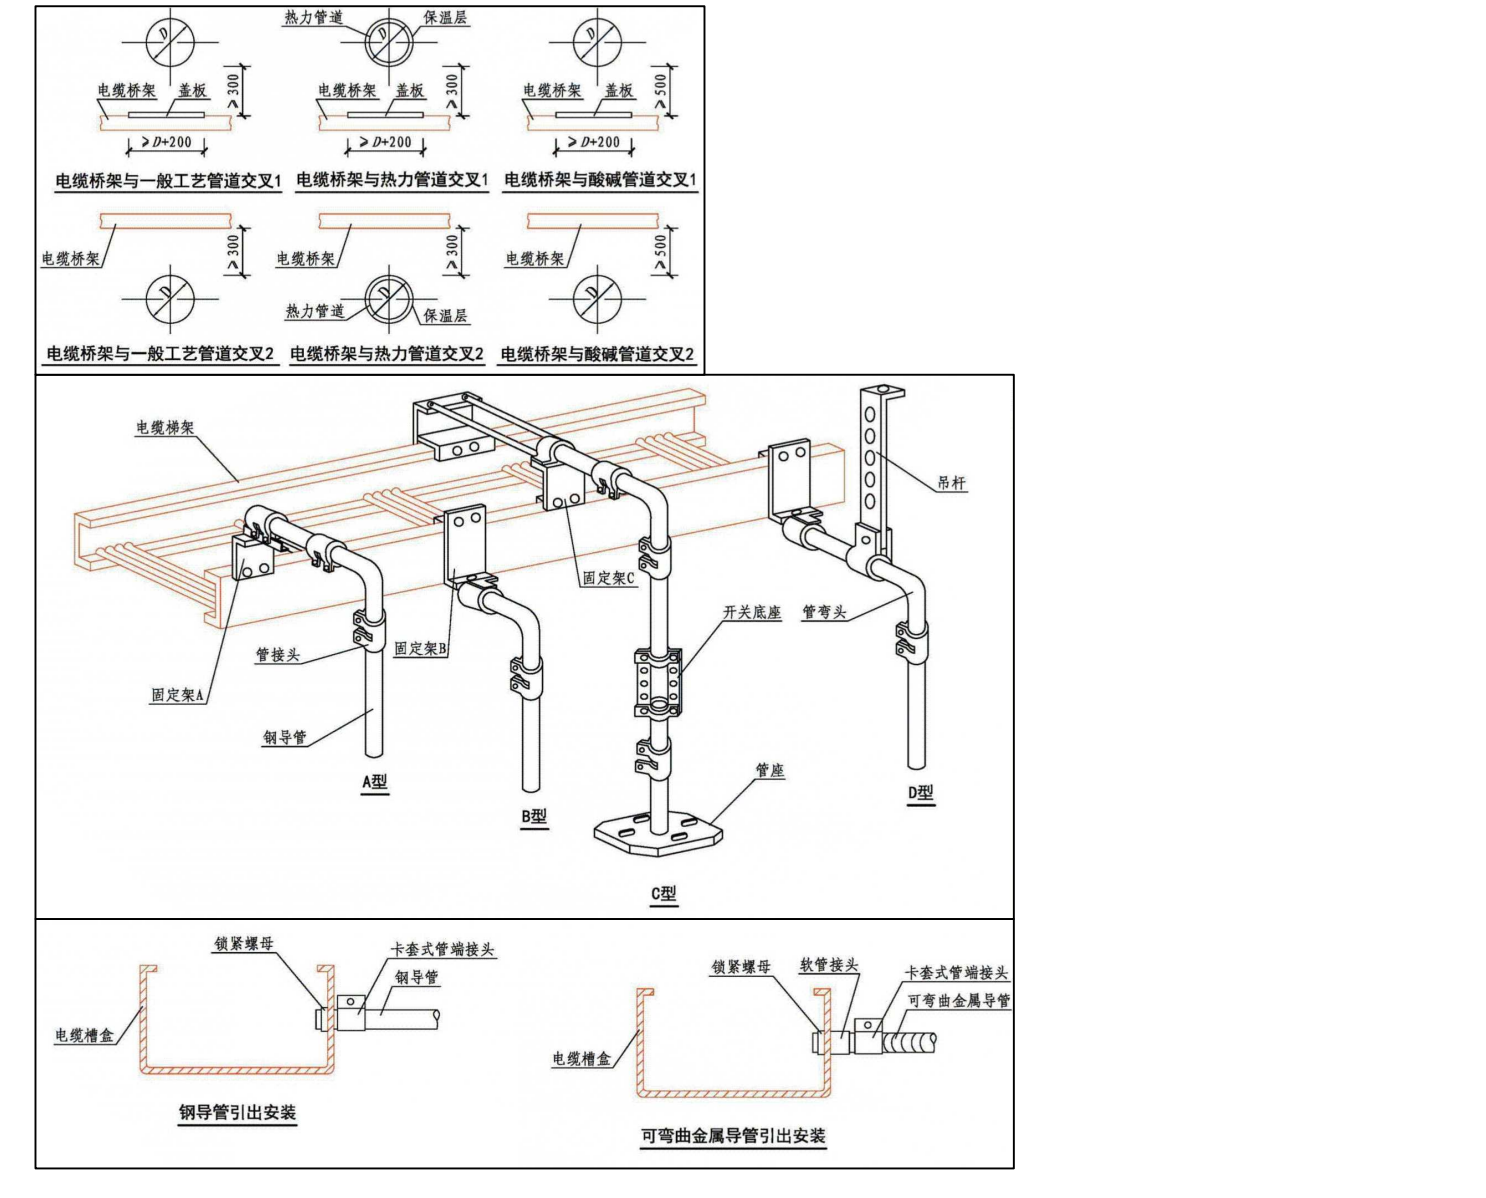 热力管道
保温层
D
D
D
电缆桥架
盖板
≥300
电缆桥架
盖板
≥300
电缆桥架
盖板
≥500
≥D+200
≥D+200
≥D+200
电缆桥架与一般工艺管道交叉1
电缆桥架与热力管道交叉1
电缆桥架与酸碱管道交叉1
电缆桥架
≥300
电缆桥架
≥300
电缆桥架
≥500
D
D
D
热力管道
保温层
电缆桥架与一般工艺管道交叉2
电缆桥架与热力管道交叉2
电缆桥架与酸碱管道交叉2
电缆梯架
吊杆
固定架C
开关底座
管弯头
固定架B
管接头
固定架A
钢导管
管座
A型
B型
D型
C型
锁紧螺母
卡套式管端接头
钢导管
电缆槽盒
钢导管引出安装
锁紧螺母
软管接头
卡套式管端接头
可弯曲金属导管
电缆槽盒
可弯曲金属导管引出安装